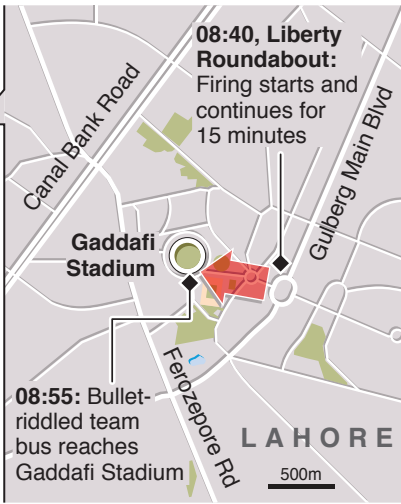 08:40, Liberty
Roundabout:
Firing starts and
continues for
15 minutes
Canal Bank Road
Gulberg Main Blvd
Gaddafi
Stadium
Ferozepore Rd
08:55: Bullet-
riddled team
bus reaches
Gaddafi Stadium
LAHORE
500m